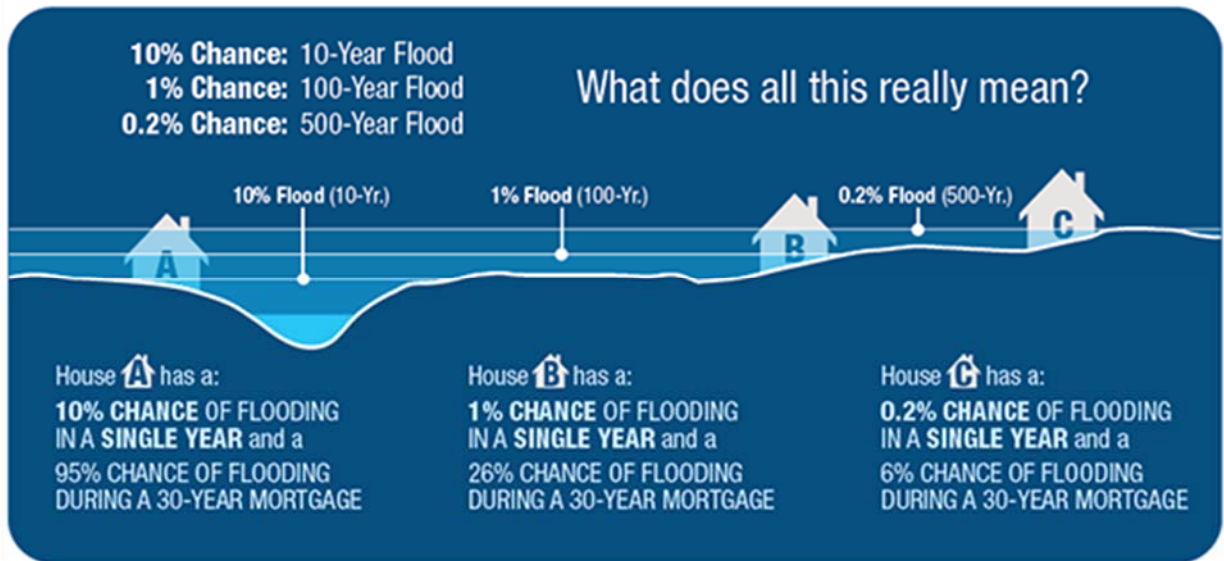 10% Chance: 10-Year Flood
1% Chance: 100-Year Flood
0.2% Chance: 500-Year Flood
What does all this really mean?
10% Flood (10-Yr.)
1% Flood (100-Yr.)
0.2% Flood (500-Yr.)
A
B
C
House A has a:
10% CHANCE OF FLOODING
IN A SINGLE YEAR and a
95% CHANCE OF FLOODING
DURING A 30-YEAR MORTGAGE
House B has a:
1% CHANCE OF FLOODING
IN A SINGLE YEAR and a
26% CHANCE OF FLOODING
DURING A 30-YEAR MORTGAGE
House C has a:
0.2% CHANCE OF FLOODING
IN A SINGLE YEAR and a
6% CHANCE OF FLOODING
DURING A 30-YEAR MORTGAGE